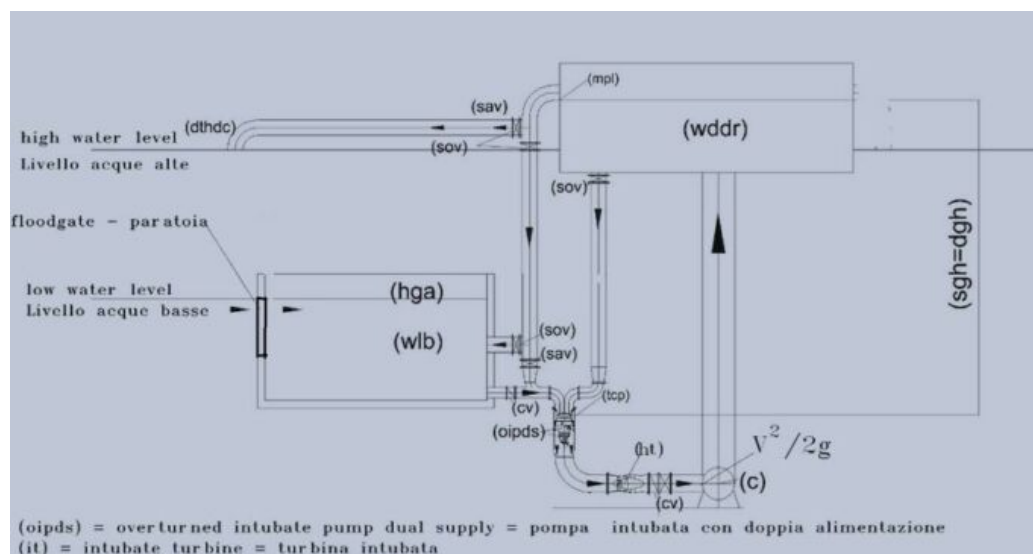 (mpl)
(sav)
(dthdc)
(wddr)
high water level
(sov)
Livello acque alte
(sov)
floodgate - paratoia
(sgh=dgh)
low water level
(hga)
Livello acque basse
(sov)
(wlb)
(sav)
(cv)
(tcp)
(oipds)
(ht)
V²/2g
(c)
(cv)
(oipds) = overturned intubate pump dual supply = pompa intubata con doppia alimentazione
(it) = intubate turbine = turbina intubata